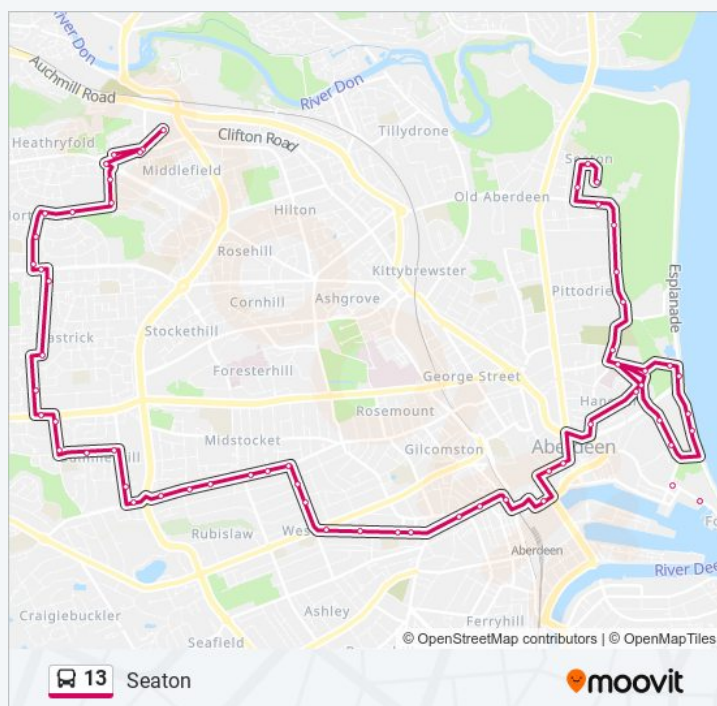 Auchmill Road
River Don
Heathryfold
Clifton Road
Tillydrone
Middlefield
Seaton
Old Aberdeen
Hilton
Rosehill
Kittybrewster
Esplanade
Cornhill
Ashgrove
Pittodrie
Stockethill
Foresterhill
George Street
Rosemount
Midstocket
Gilcomston
Aberdeen
Rubislaw
Aberdeen
River Dee
Craigiebuckler
Ashley
Ferryhill
Seafield
© OpenStreetMap contributors | © OpenMapTiles
13 Seaton
moovit